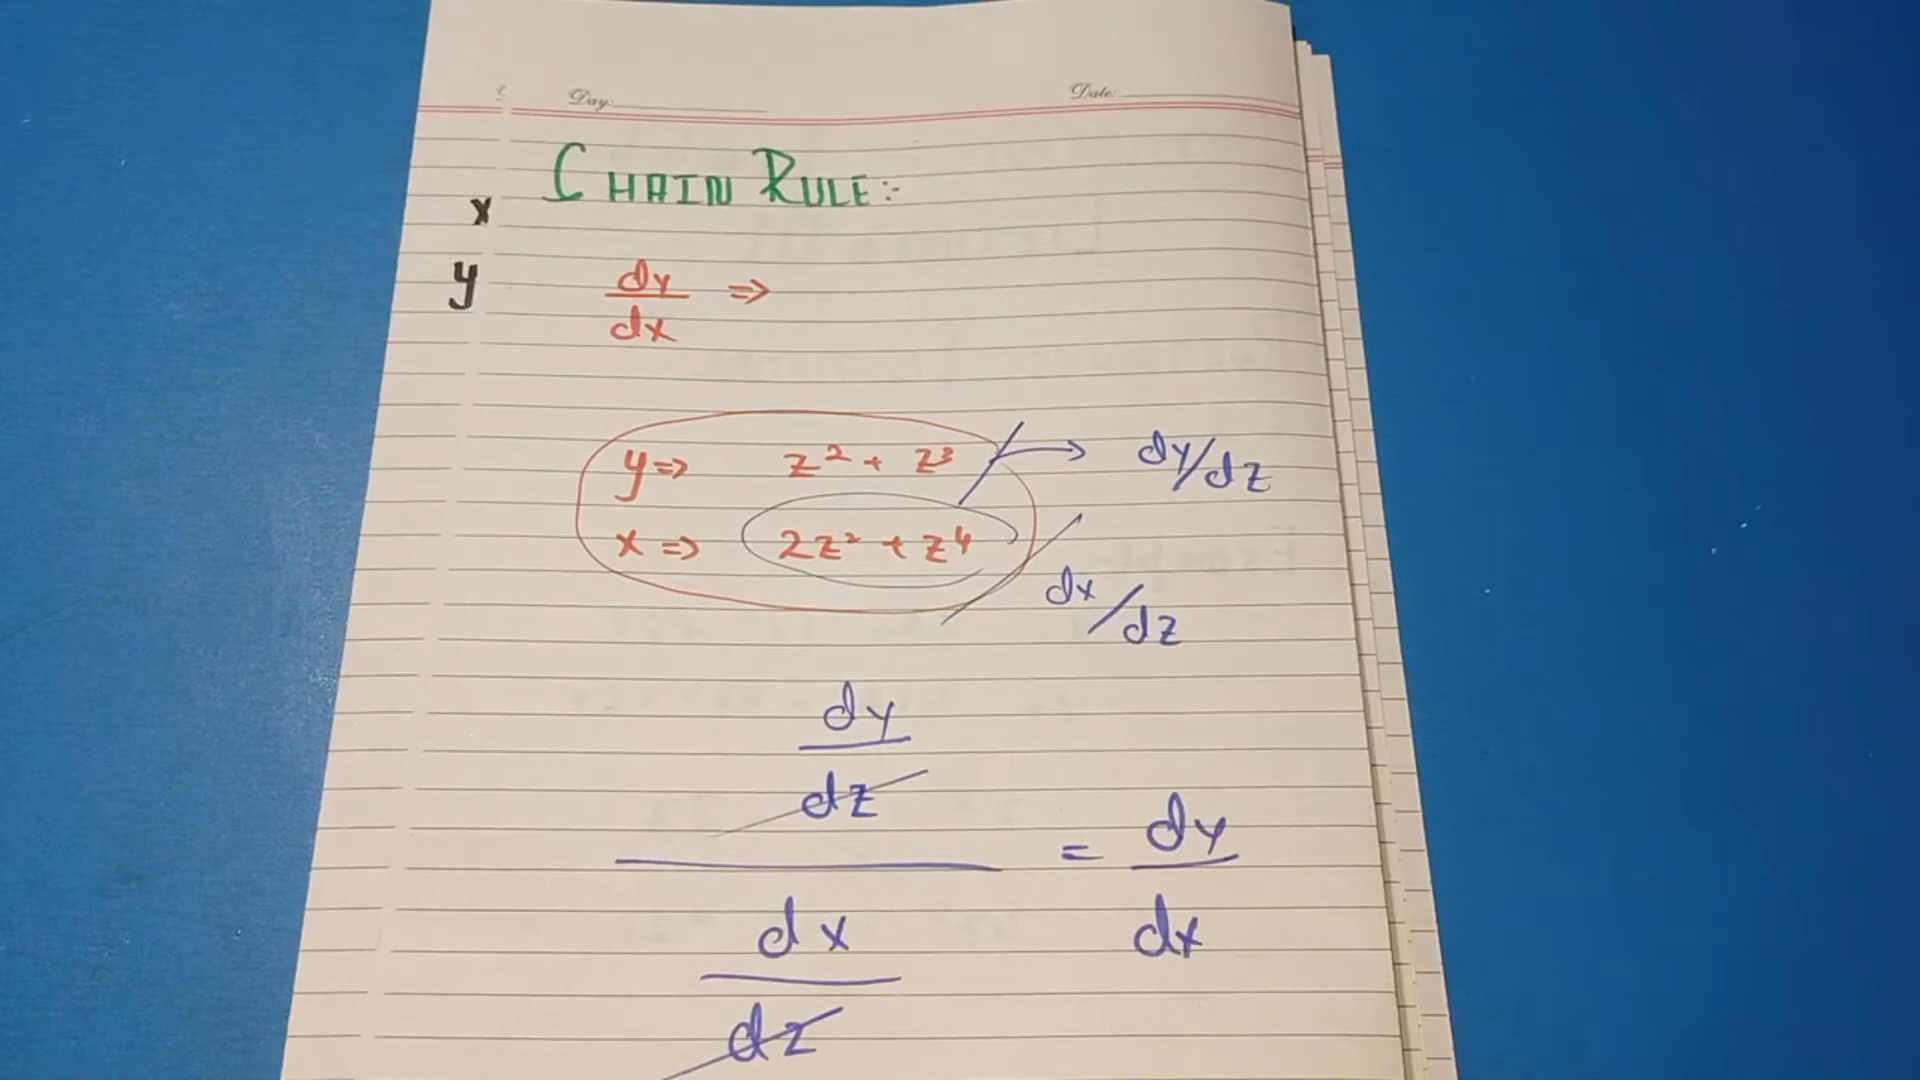 Day: Date:
CHAIN RULE:-
x
y
dy/dx =>
y => z² + z³ → dy/dz
x => 2z² + z⁴
dx/dz
dy
dz
= dy/dx
dx
dz